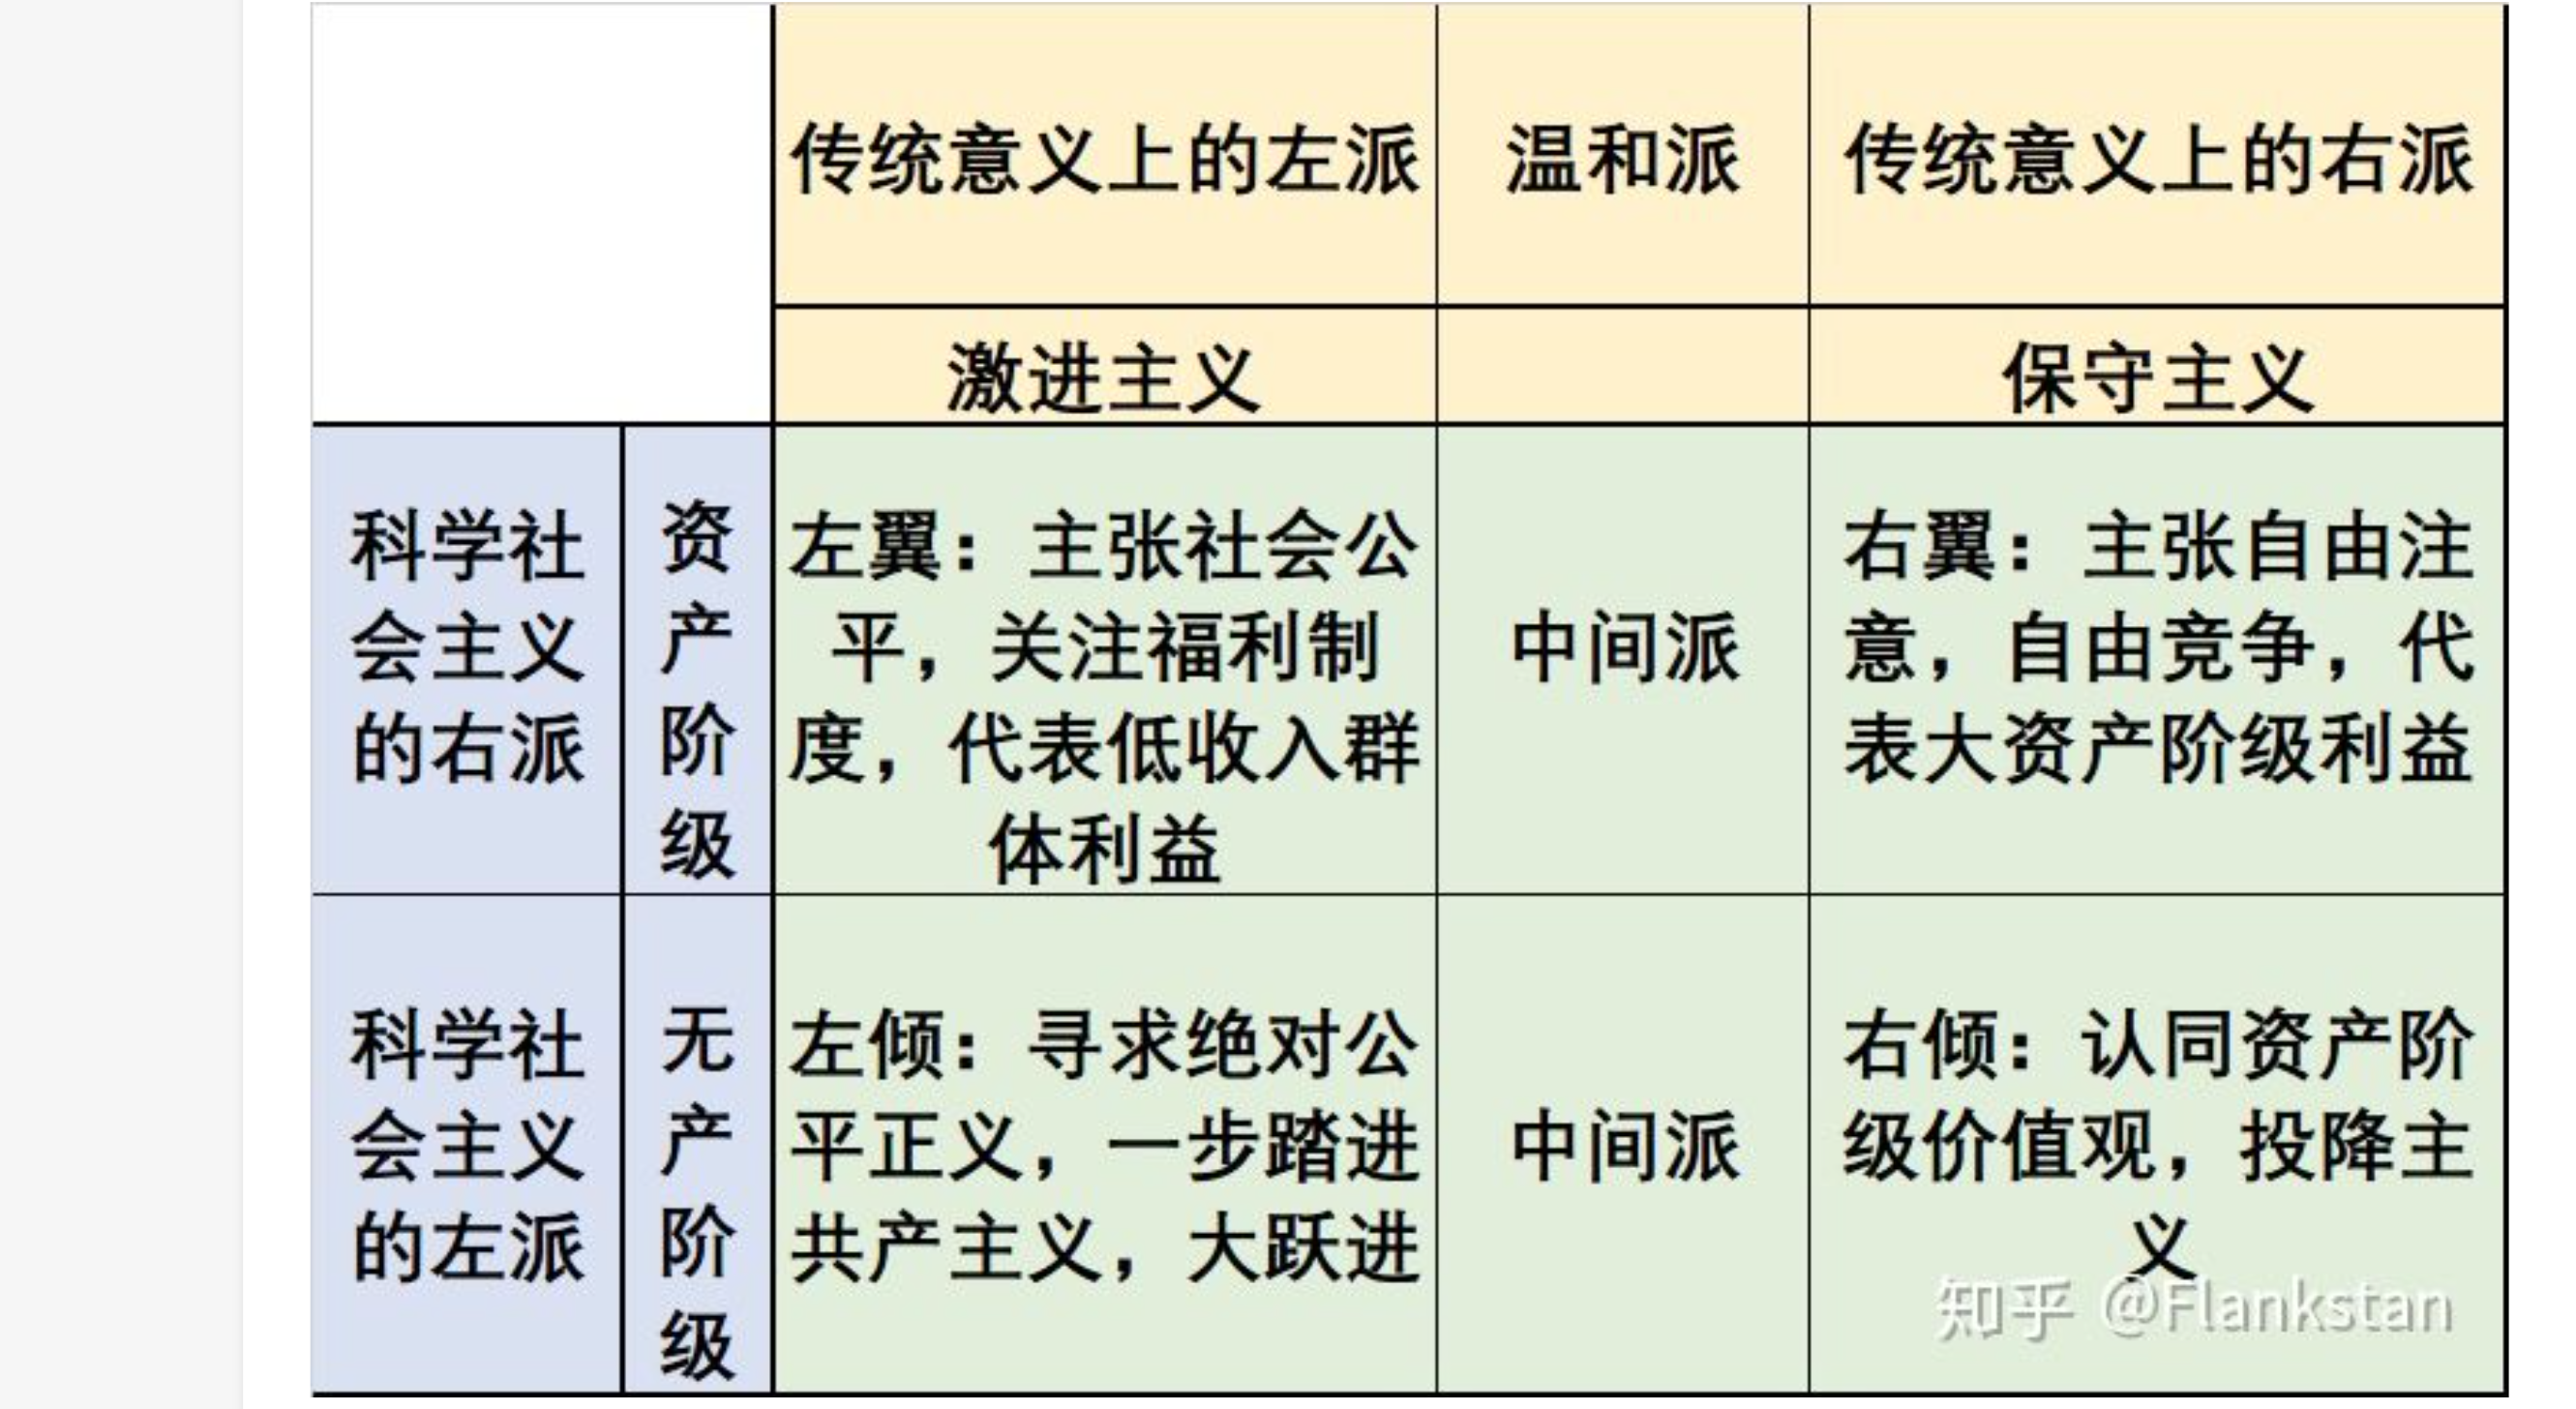 传统意义上的左派
温和派
传统意义上的右派
激进主义
保守主义
科学社
会主义
的右派
资
产
阶
级
左翼：主张社会公
平，关注福利制
度，代表低收入群
体利益
中间派
右翼：主张自由注
意，自由竞争，代
表大资产阶级利益
科学社
会主义
的左派
无
产
阶
级
左倾：寻求绝对公
平正义，一步踏进
共产主义，大跃进
中间派
右倾：认同资产阶
级价值观，投降主
义
知乎 @Flankstan